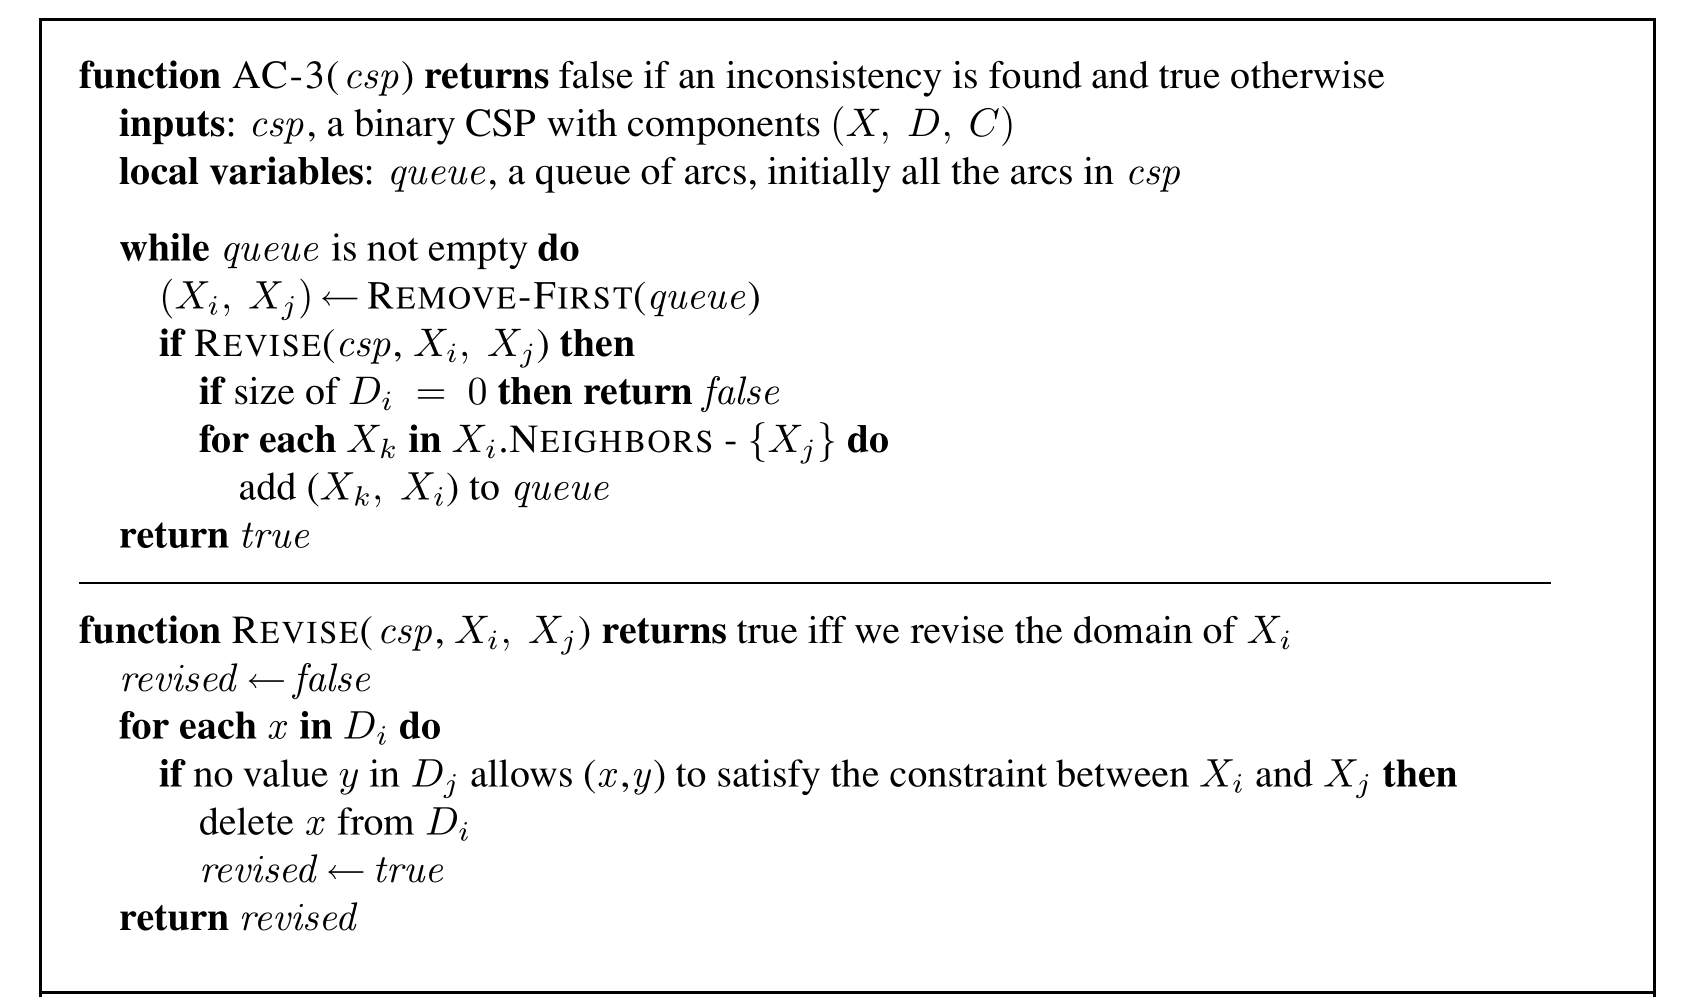 function AC-3(csp) returns false if an inconsistency is found and true otherwise
inputs: csp, a binary CSP with components (X, D, C)
local variables: queue, a queue of arcs, initially all the arcs in csp
while queue is not empty do
(X_i, X_j) ← REMOVE-FIRST(queue)
if REVISE(csp, X_i, X_j) then
if size of D_i = 0 then return false
for each X_k in X_i.NEIGHBORS - {X_j} do
add (X_k, X_i) to queue
return true
function REVISE(csp, X_i, X_j) returns true iff we revise the domain of X_i
revised ← false
for each x in D_i do
if no value y in D_j allows (x,y) to satisfy the constraint between X_i and X_j then
delete x from D_i
revised ← true
return revised